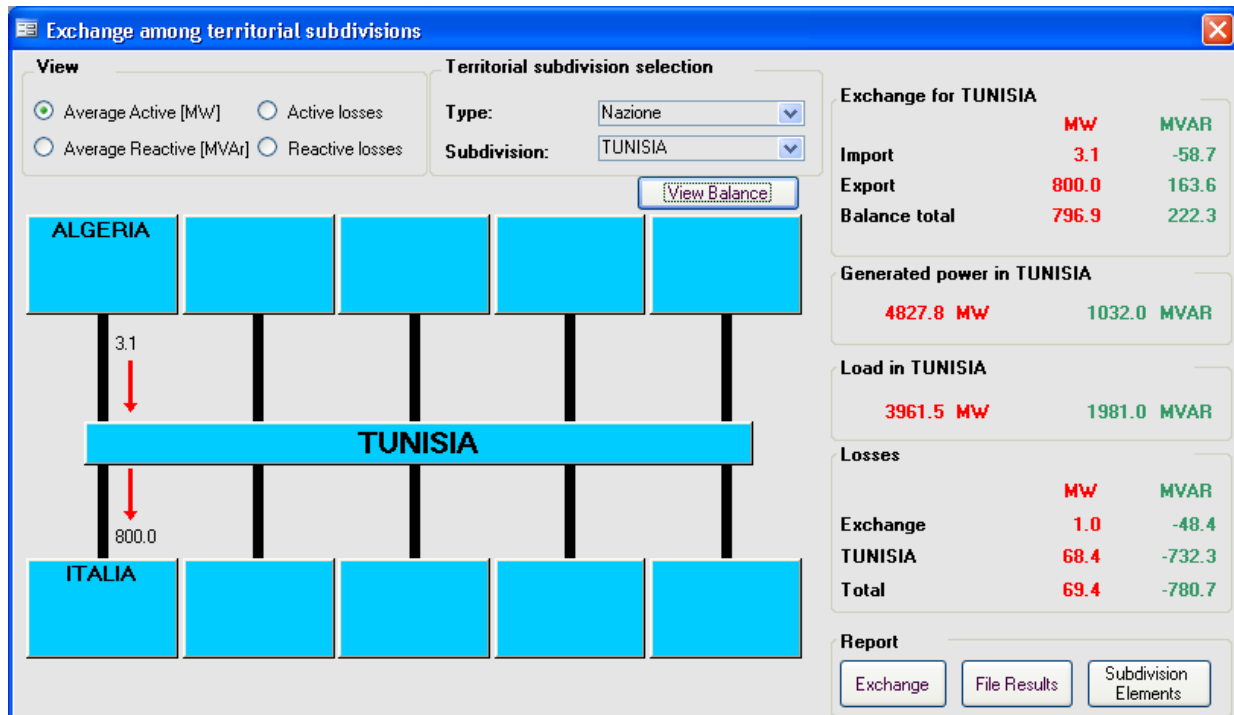 Exchange among territorial subdivisions
View
Average Active [MW]
Active losses
Average Reactive [MVAr]
Reactive losses
Territorial subdivision selection
Type: Nazione
Subdivision: TUNISIA
View Balance
ALGERIA
3.1
TUNISIA
800.0
ITALIA
Exchange for TUNISIA
MW MVAR
Import 3.1 -58.7
Export 800.0 163.6
Balance total 796.9 222.3
Generated power in TUNISIA
4827.8 MW 1032.0 MVAR
Load in TUNISIA
3961.5 MW 1981.0 MVAR
Losses
MW MVAR
Exchange 1.0 -48.4
TUNISIA 68.4 -732.3
Total 69.4 -780.7
Report
Exchange
File Results
Subdivision
Elements